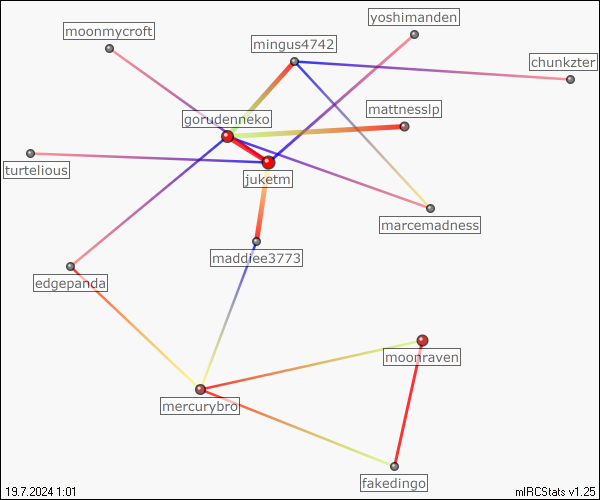 yoshimanden
moonmycroft
mingus4742
chunkzter
mattnesslp
gorudenneko
turtelious
juketm
marcemadness
maddiee3773
edgepanda
moonraven
mercurybro
fakedingo
19.7.2024 1:01
mIRCStats v1.25